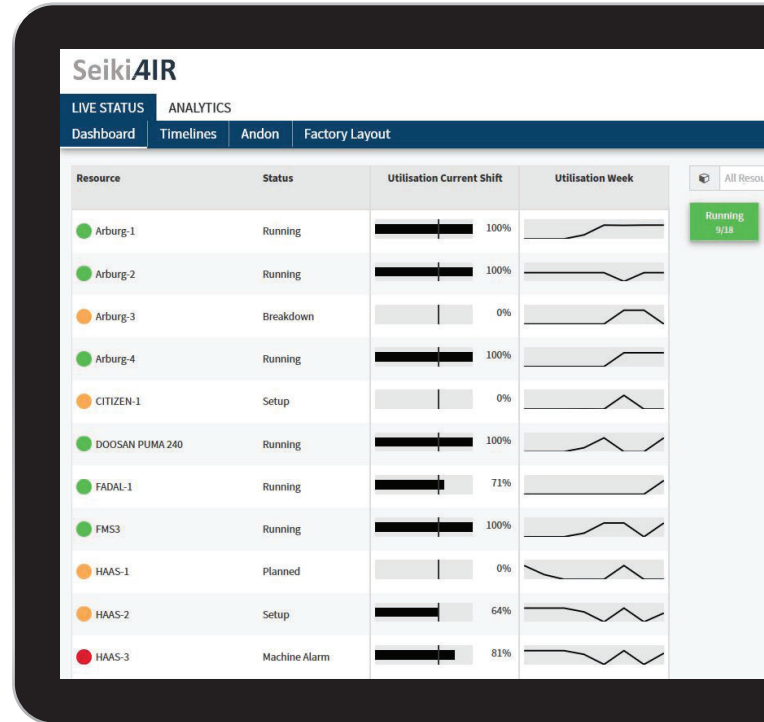 SeikiAIR
LIVE STATUS ANALYTICS
Dashboard Timelines Andon Factory Layout
Resource Status Utilisation Current Shift Utilisation Week
All Resou
Running
9/18
Arburg-1 Running 100%
Arburg-2 Running 100%
Arburg-3 Breakdown 0%
Arburg-4 Running 100%
CITIZEN-1 Setup 0%
DOOSAN PUMA 240 Running 100%
FADAL-1 Running 71%
FMS3 Running 100%
HAAS-1 Planned 0%
HAAS-2 Setup 64%
HAAS-3 Machine Alarm 81%